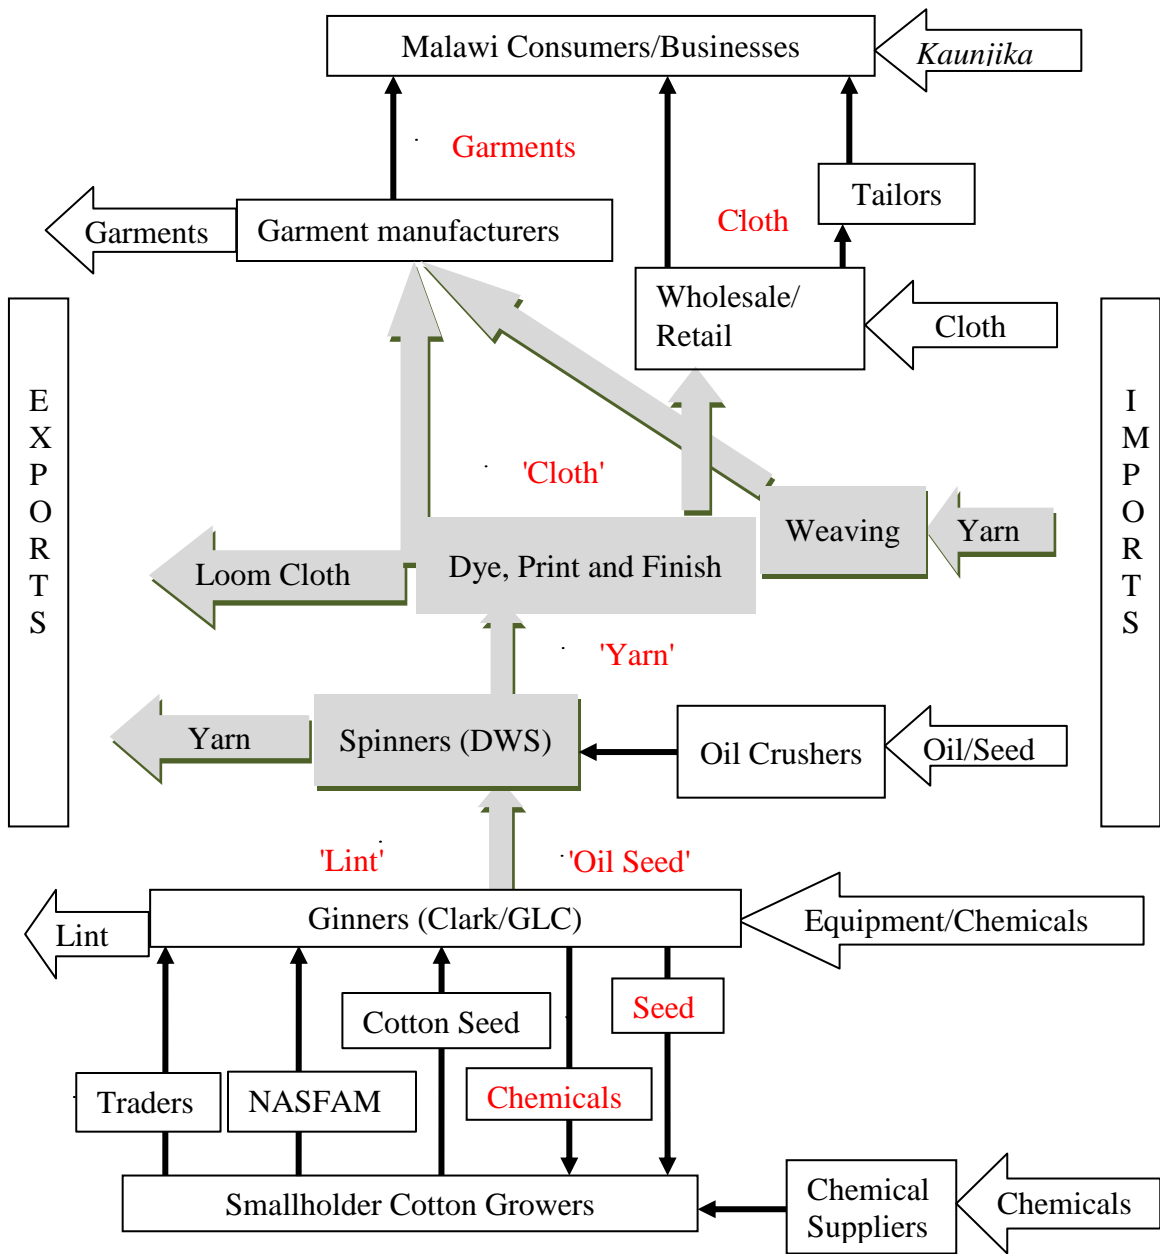 Malawi Consumers/Businesses
Kaunjika
Garments
Tailors
Garments
Garment manufacturers
Cloth
Wholesale/
Retail
Cloth
EXPORTS
IMPORTS
'Cloth'
Weaving
Yarn
Loom Cloth
Dye, Print and Finish
'Yarn'
Yarn
Spinners (DWS)
Oil Crushers
Oil/Seed
'Lint'
'Oil Seed'
Lint
Ginners (Clark/GLC)
Equipment/Chemicals
Cotton Seed
Seed
Traders
NASFAM
Chemicals
Smallholder Cotton Growers
Chemical
Suppliers
Chemicals